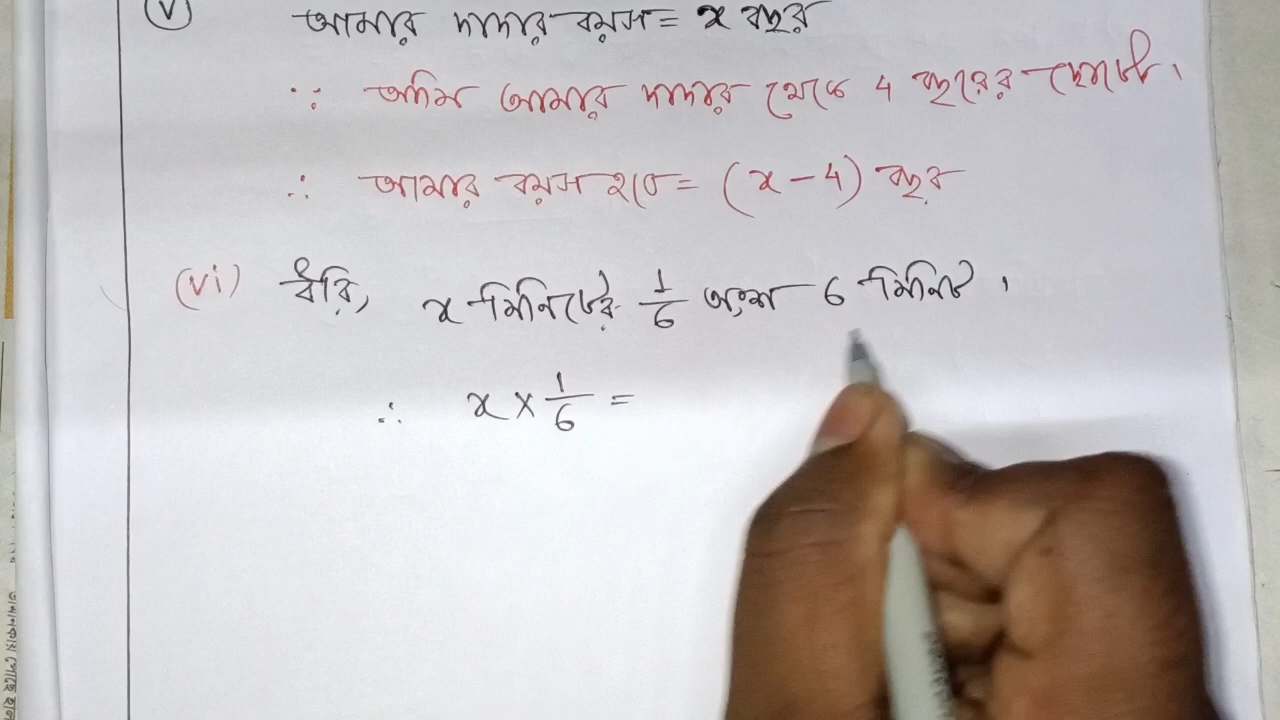 (v) আমার দাদার বয়স = x বছর
∵ আমি আমার দাদার থেকে 4 বছরের ছোট।
∴ আমার বয়স হবে = (x – 4) বছর
(vi) ধরি, x মিনিটের 1/6 অংশ 6 মিনিট।
∴ x × 1/6 =